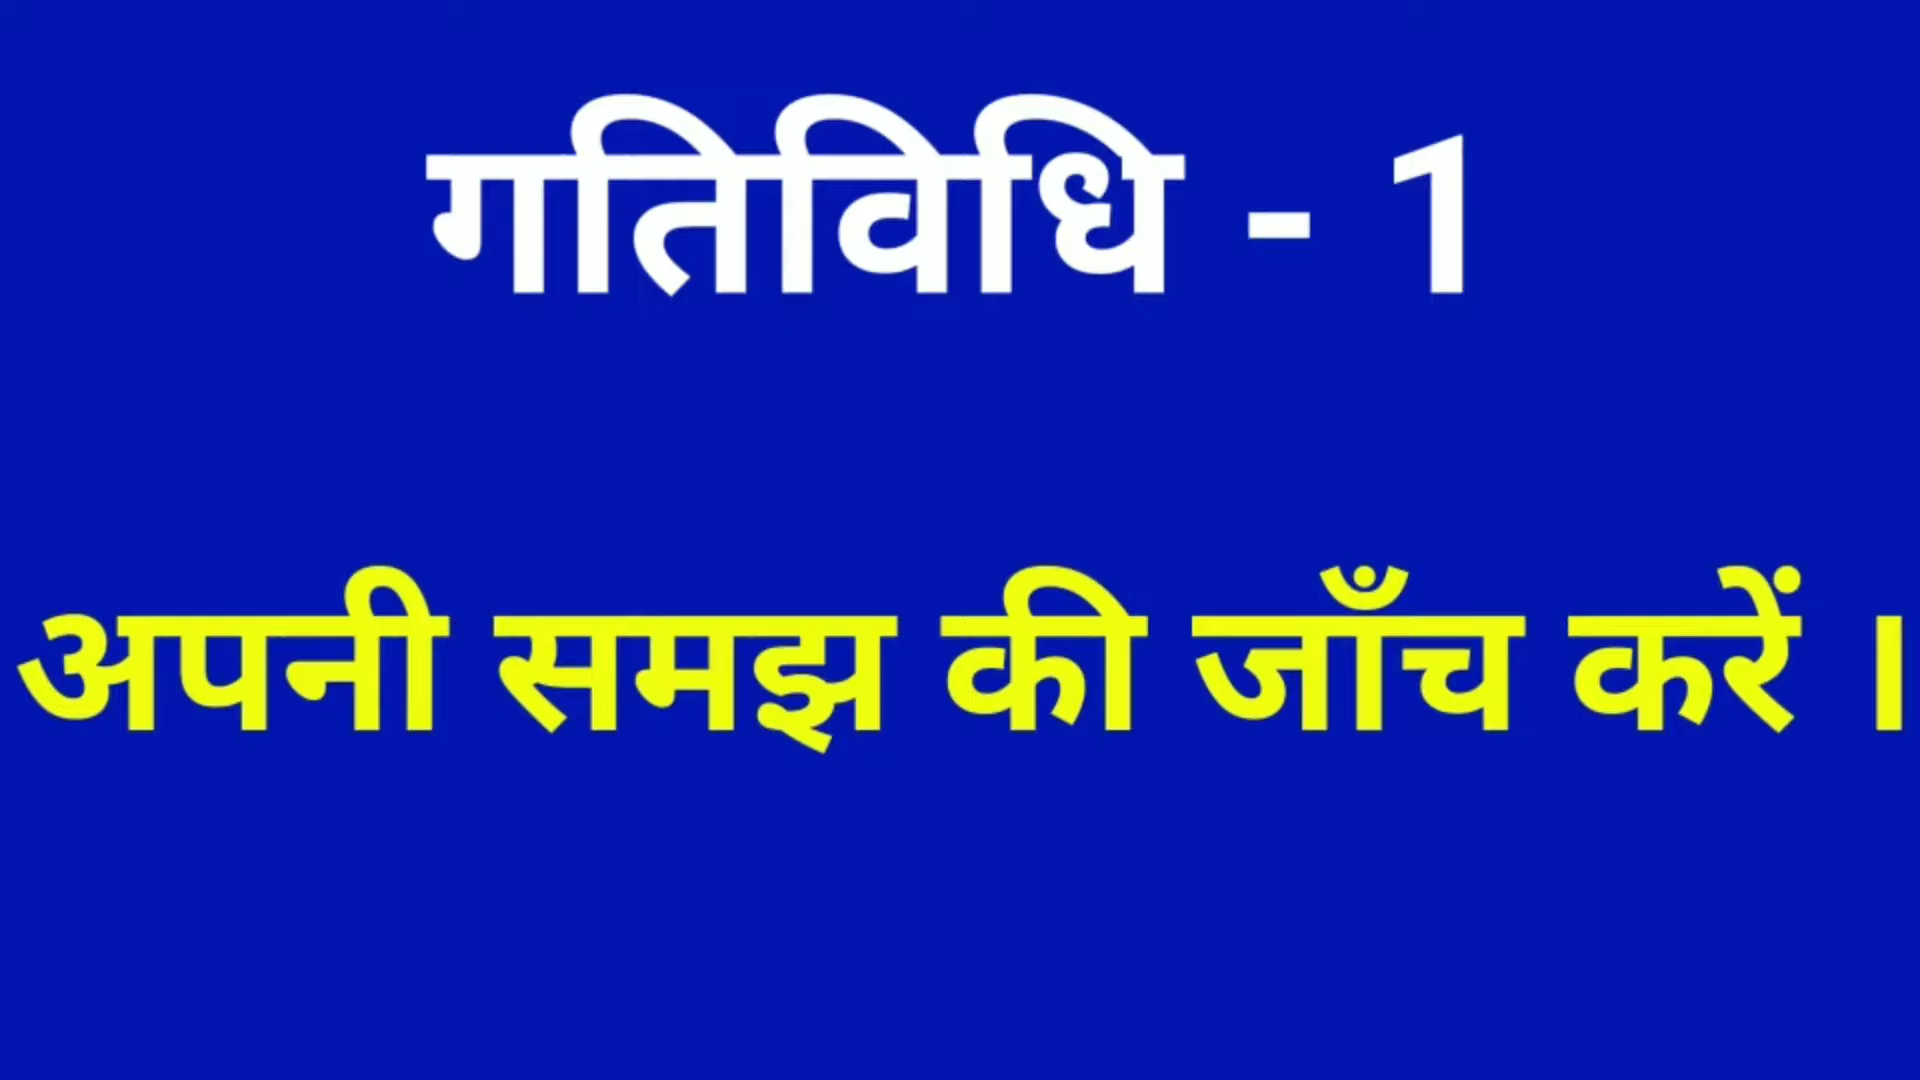 गतिविधि - 1
अपनी समझ की जाँच करें ।